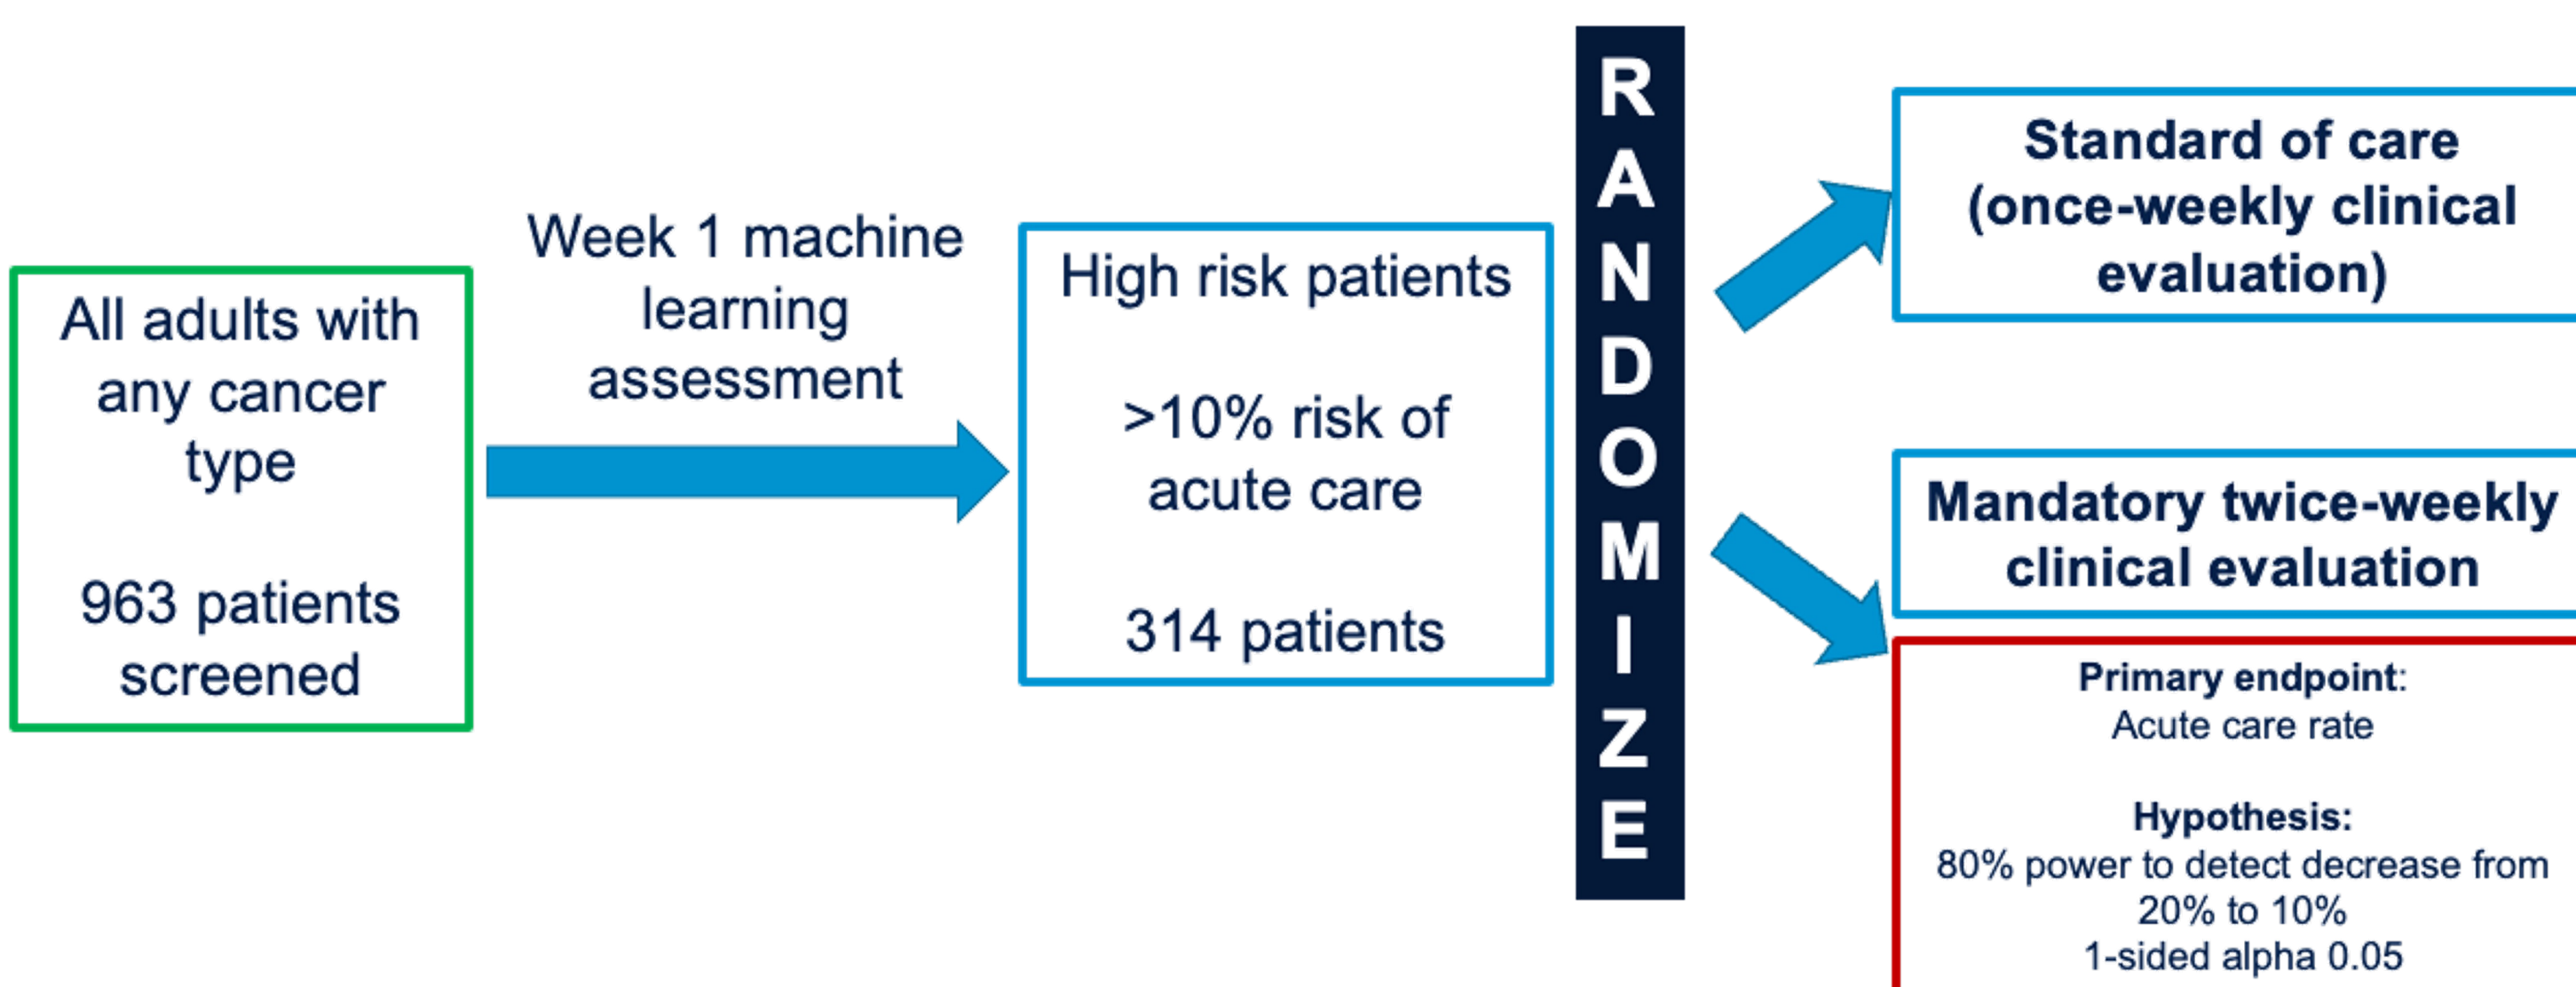 All adults with
any cancer
type
963 patients
screened
Week 1 machine
learning
assessment
High risk patients
>10% risk of
acute care
314 patients
RANDOMIZE
Standard of care
(once-weekly clinical
evaluation)
Mandatory twice-weekly
clinical evaluation
Primary endpoint:
Acute care rate
Hypothesis:
80% power to detect decrease from
20% to 10%
1-sided alpha 0.05